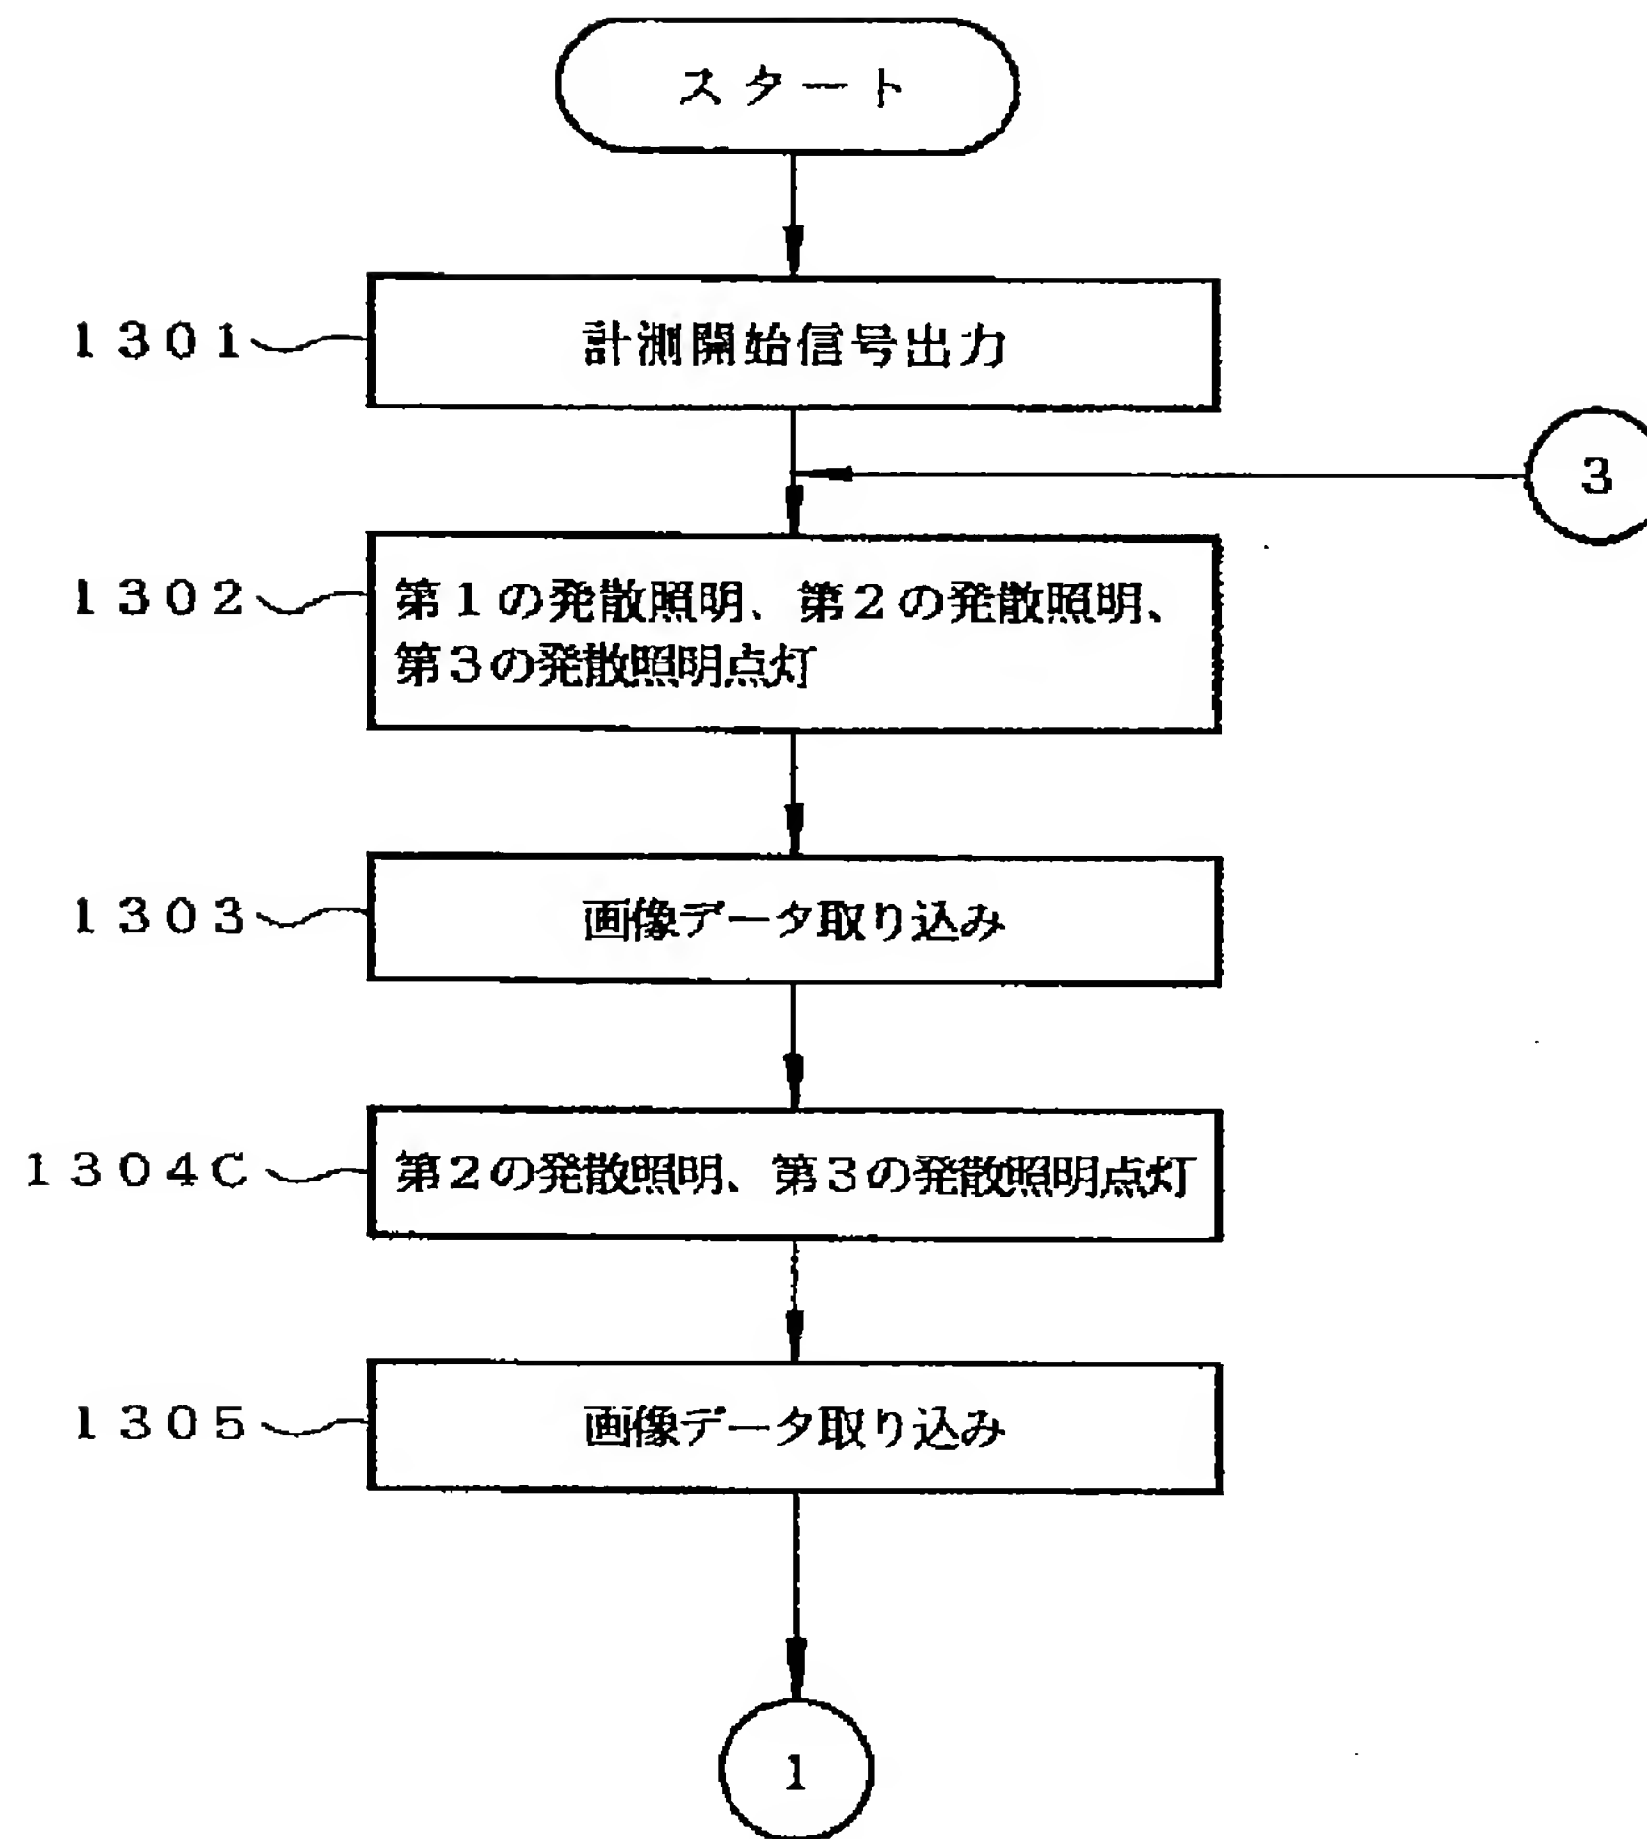 スタート
1301 計測開始信号出力
3
1302 第1の発散照明、第2の発散照明、
第3の発散照明点灯
1303 画像データ取り込み
1304C 第2の発散照明、第3の発散照明点灯
1305 画像データ取り込み
1